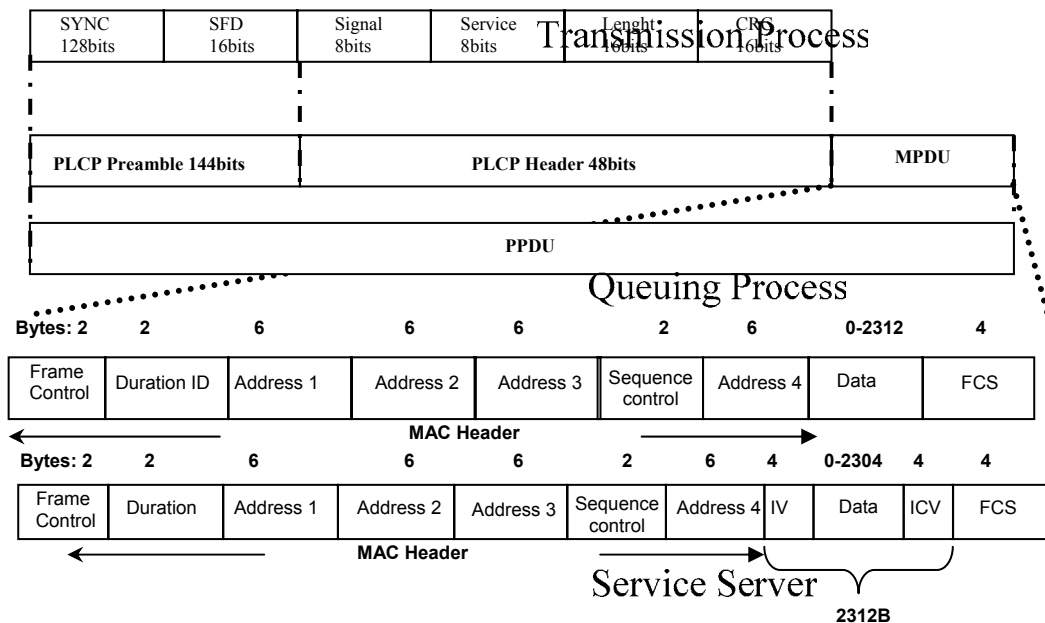 SYNC 128bits
SFD 16bits
Signal 8bits
Service 8bits
Lenght 16bits
CRC 16bits
Transmission Process
PLCP Preamble 144bits
PLCP Header 48bits
MPDU
PPDU
Queuing Process
Bytes: 2 2 6 6 6 2 6 0-2312 4
Frame Control
Duration ID
Address 1
Address 2
Address 3
Sequence control
Address 4
Data
FCS
MAC Header
Bytes: 2 2 6 6 6 2 6 4 0-2304 4 4
Frame Control
Duration
Address 1
Address 2
Address 3
Sequence control
Address 4
IV
Data
ICV
FCS
MAC Header
Service Server
2312B